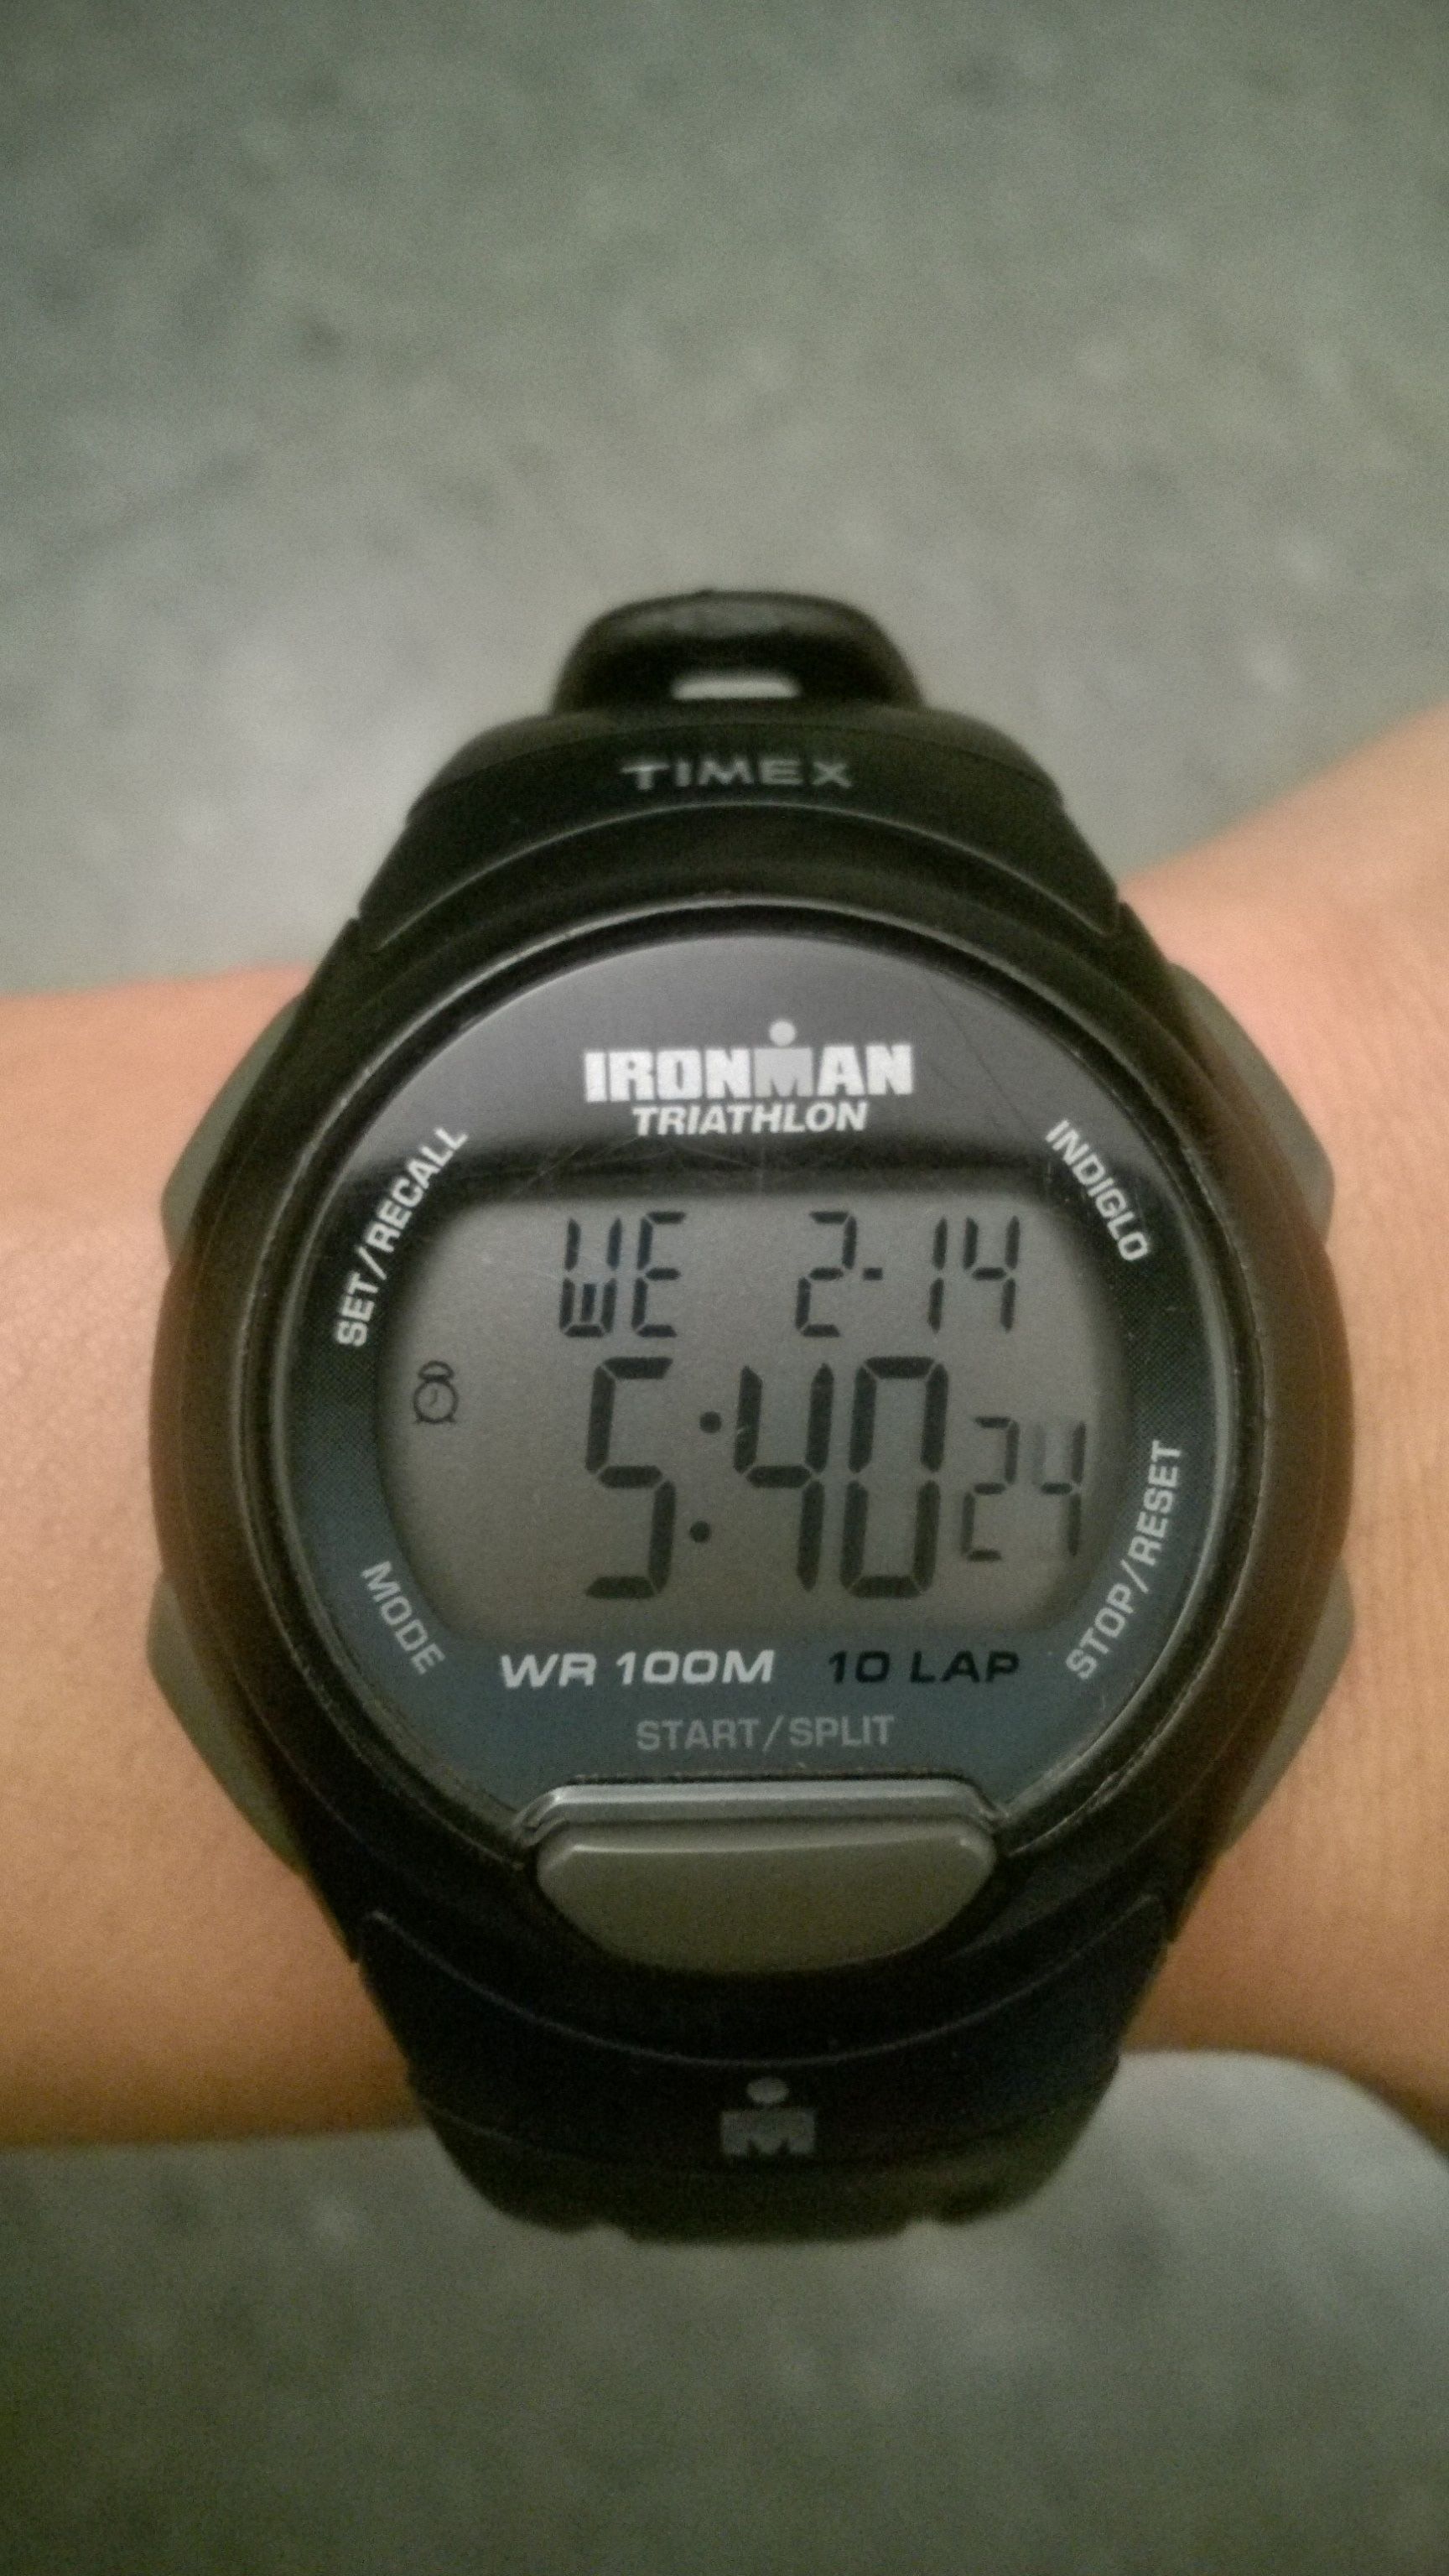 TIMEX
IRONMAN
TRIATHLON
SET/RECALL
INDIGLO
WE 2-14
5:40 24
MODE
STOP/RESET
WR 100M 10 LAP
START/SPLIT
M